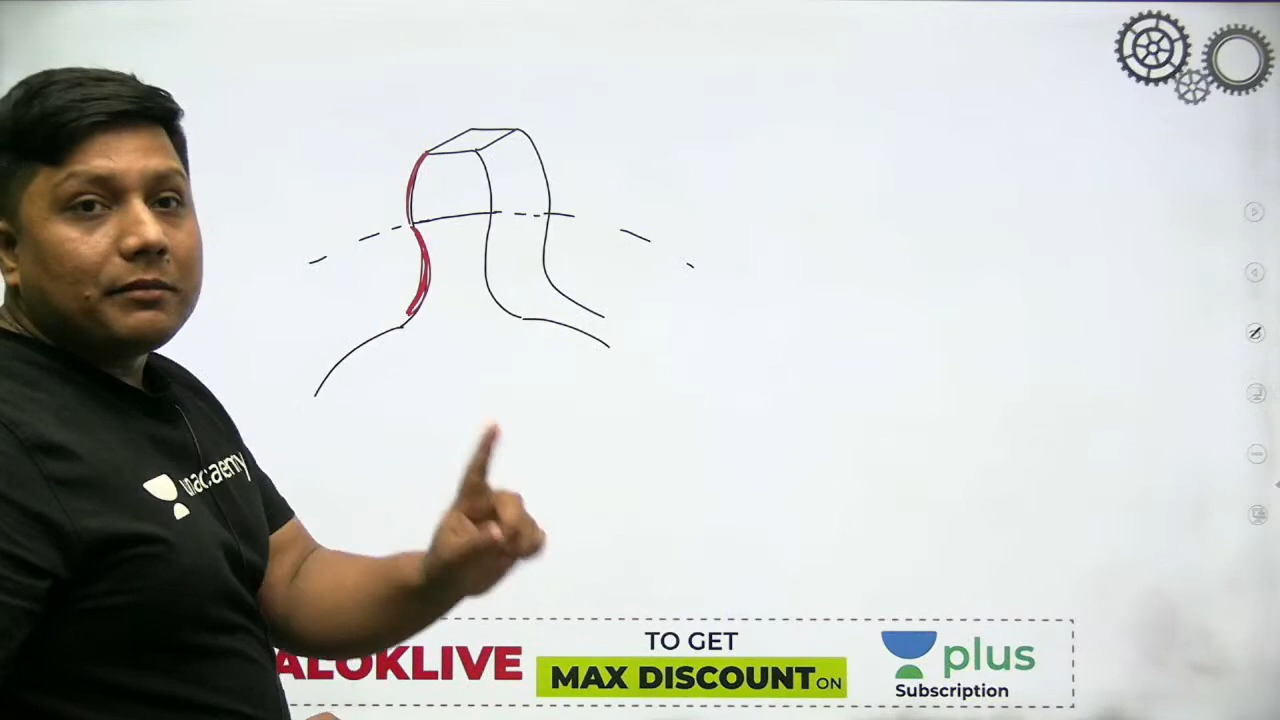 unacademy
ALOKLIVE
TO GET
MAX DISCOUNT ON
plus
Subscription